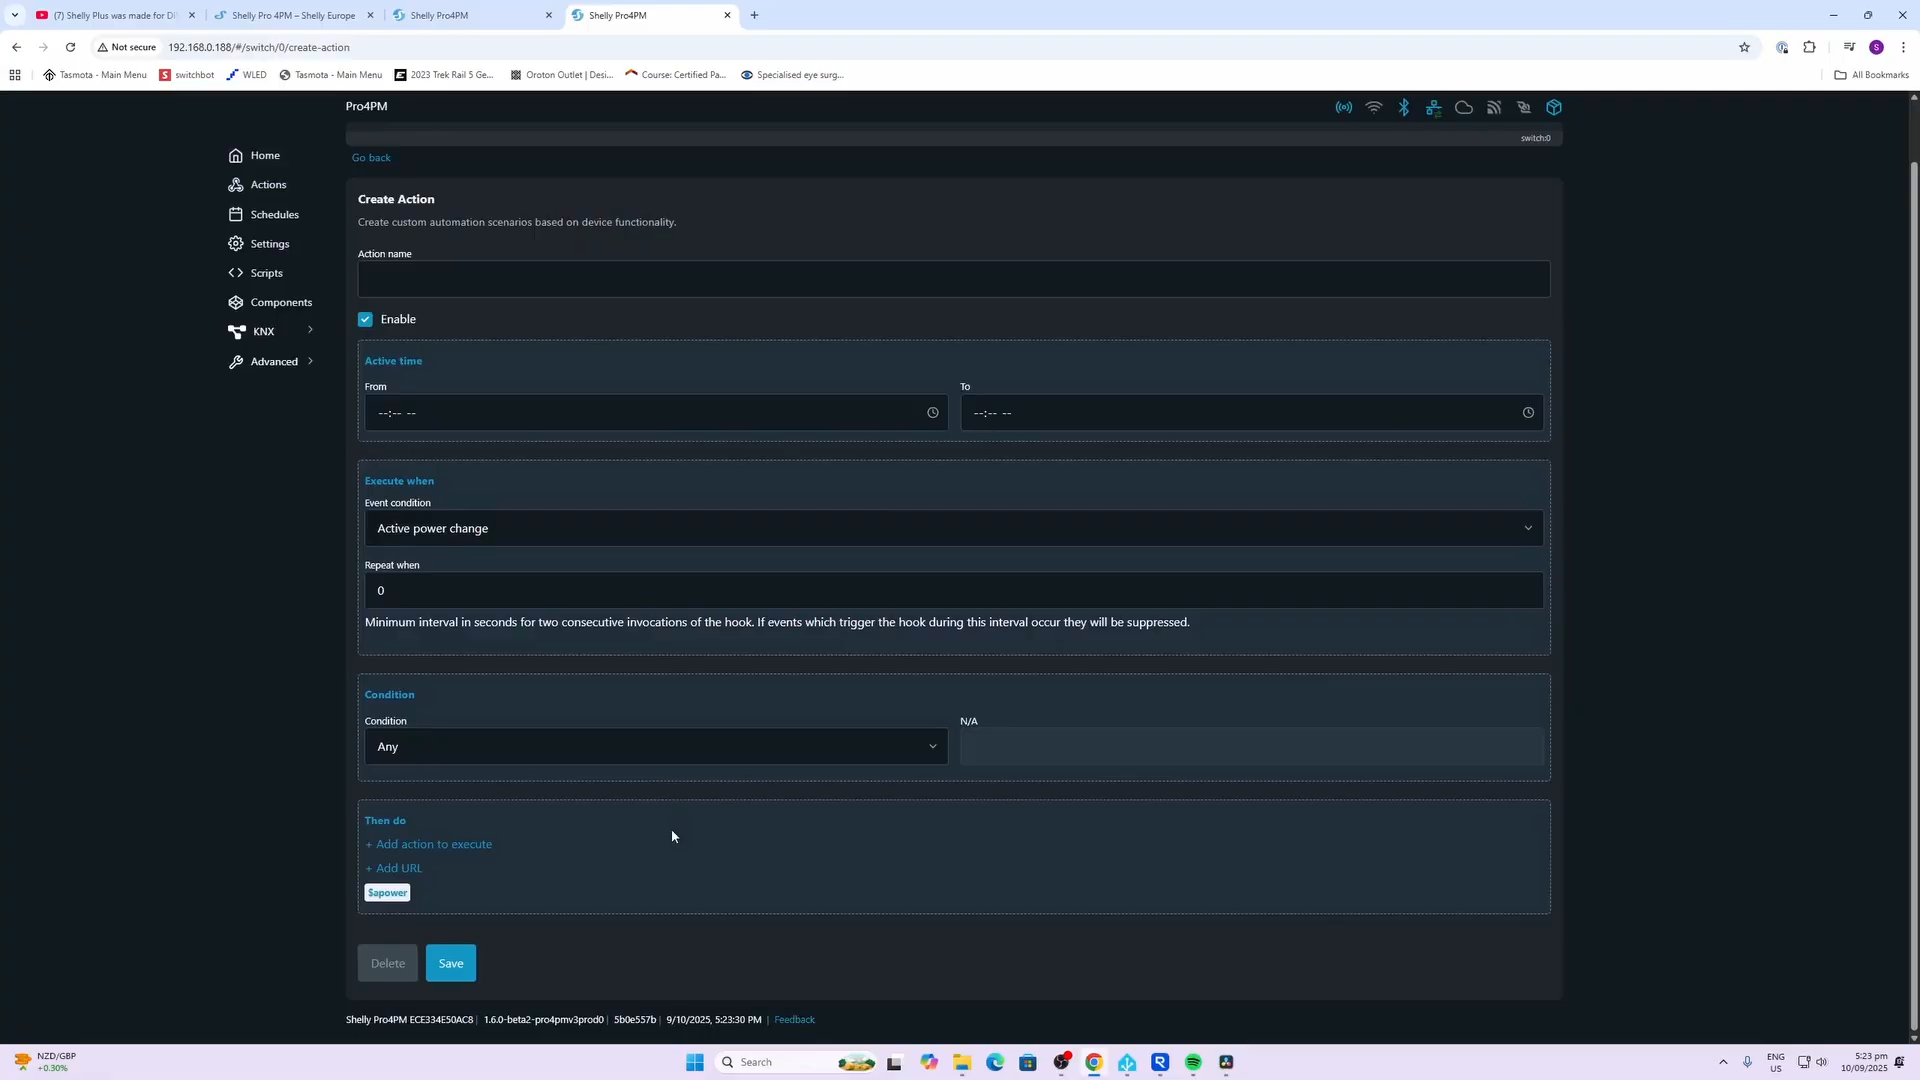 (7) Shelly Plus was made for DI
Shelly Pro 4PM – Shelly Europe
Shelly Pro4PM
Shelly Pro4PM
Not secure
192.168.0.188/#/switch/0/create-action
S
Tasmota - Main Menu
switchbot
WLED
Tasmota - Main Menu
2023 Trek Rail 5 Ge...
Oroton Outlet | Desi...
Course: Certified Pa...
Specialised eye surg...
All Bookmarks
Pro4PM
switch:0
Go back
Home
Actions
Schedules
Settings
Scripts
Components
KNX
Advanced
Create Action
Create custom automation scenarios based on device functionality.
Action name
Enable
Active time
From
To
--:-- --
--:-- --
Execute when
Event condition
Active power change
Repeat when
0
Minimum interval in seconds for two consecutive invocations of the hook. If events which trigger the hook during this interval occur they will be suppressed.
Condition
Condition
N/A
Any
Then do
+ Add action to execute
+ Add URL
$apower
Delete
Save
Shelly Pro4PM ECE334E50AC8 | 1.6.0-beta2-pro4pmv3prod0 | 5b0e557b | 9/10/2025, 5:23:30 PM | Feedback
NZD/GBP
+0.30%
Search
ENG
US
5:23 pm
10/09/2025